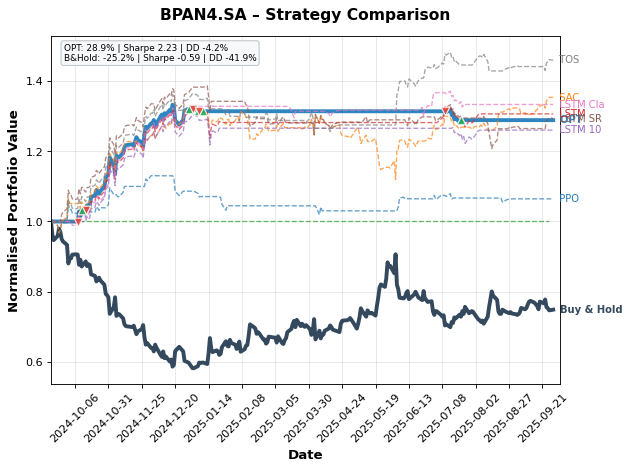 BPAN4.SA – Strategy Comparison
OPT: 28.9% | Sharpe 2.23 | DD -4.2%
B&Hold: -25.2% | Sharpe -0.59 | DD -41.9%
TOS
SAC
LSTM Cla
OPT
LSTM 10
PPO
Buy & Hold
Normalised Portfolio Value
1.4
1.2
1.0
0.8
0.6
2024-10-06
2024-10-31
2024-11-25
2024-12-20
2025-01-14
2025-02-08
2025-03-05
2025-03-30
2025-04-24
2025-05-19
2025-06-13
2025-07-08
2025-08-02
2025-08-27
2025-09-21
Date